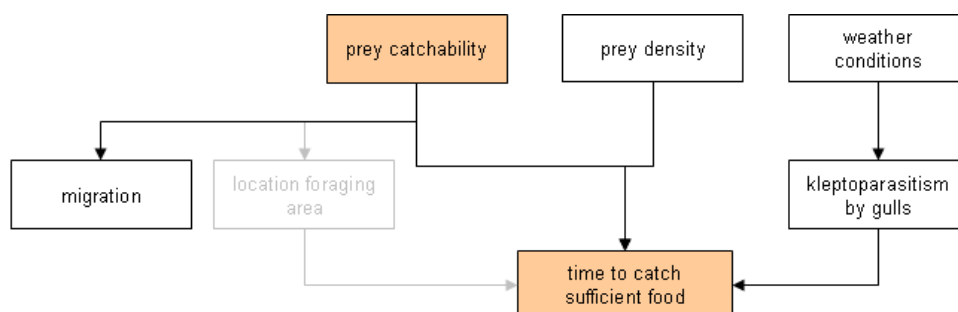 prey catchability
prey density
weather
conditions
migration
location foraging
area
kleptoparasitism
by gulls
time to catch
sufficient food